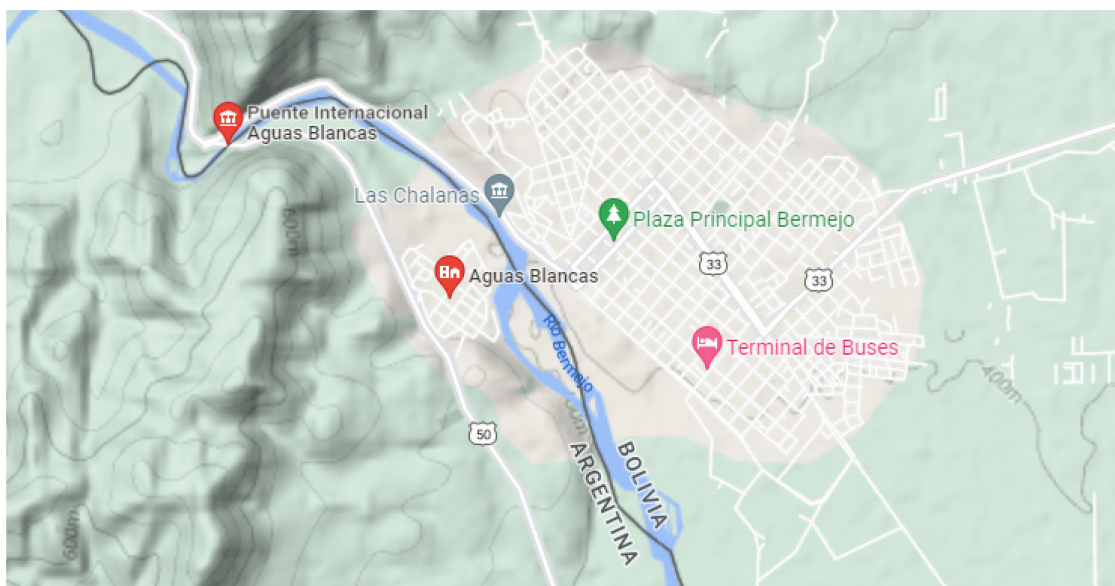 Puente Internacional
Aguas Blancas
Las Chalanas
Plaza Principal Bermejo
600m
33
33
Aguas Blancas
Río Bermejo
Terminal de Buses
400m
50
ARGENTINA
BOLIVIA
600m